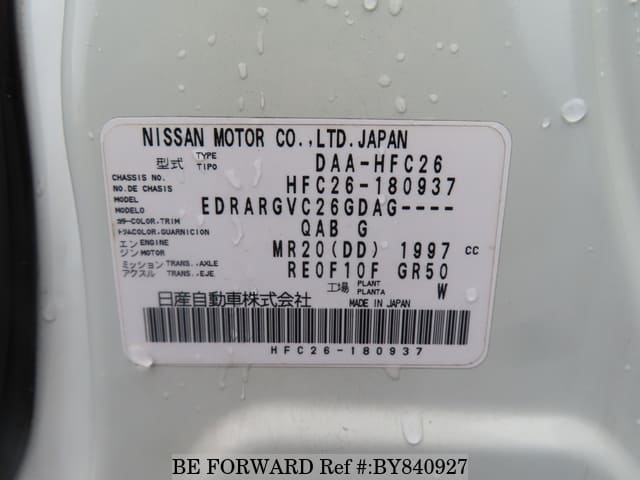 NISSAN MOTOR CO.,LTD.JAPAN
型式 TYPE TIPO DAA-HFC26
CHASSIS NO. NO.DE CHASIS HFC26-180937
MODEL MODELO EDRARGVC26GDAG----
カラー COLOR,TRIM トリム COLOR,GUARNICION QAB G
エンジン ENGINE MOTOR MR20(DD) 1997 cc
ミッション TRANS.,AXLE アクスル TRANS.,EJE RE0F10F GR50
工場 PLANT PLANTA W
日産自動車株式会社 MADE IN JAPAN
HFC26-180937
BE FORWARD Ref #:BY840927